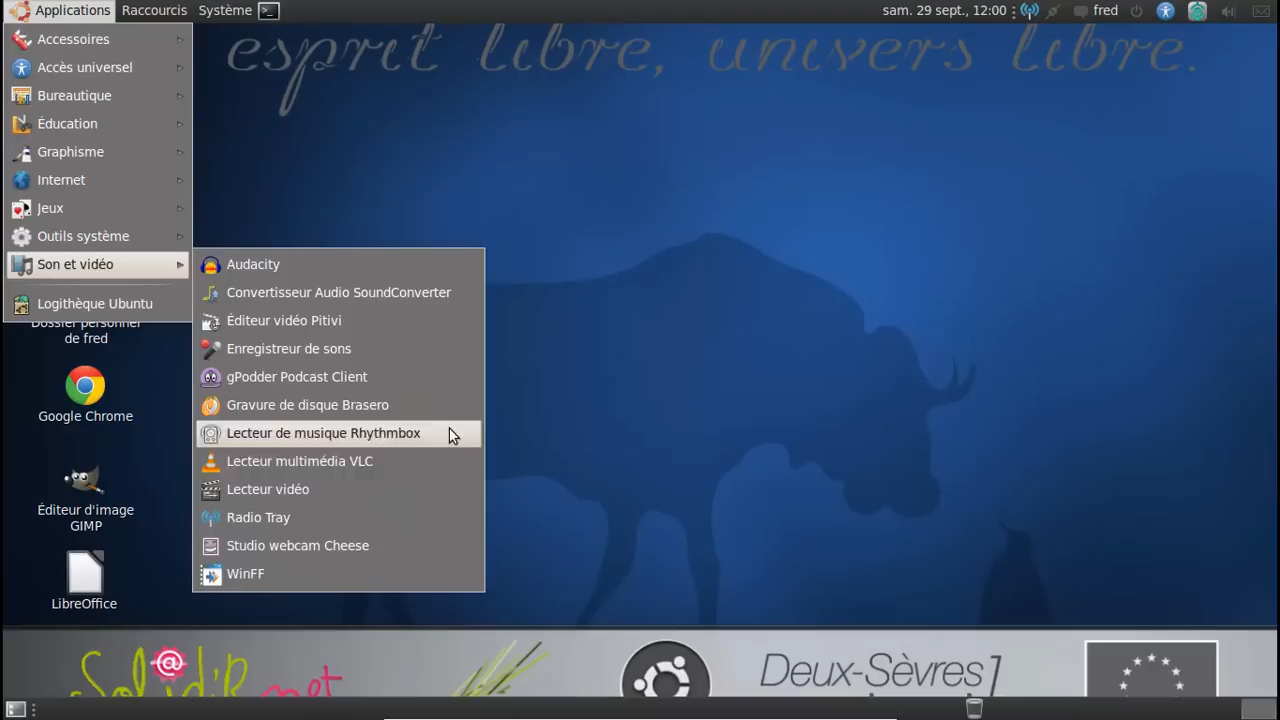 Applications Raccourcis Système sam. 29 sept., 12:00 fred
esprit libre, univers libre.
Accessoires
Accès universel
Bureautique
Éducation
Graphisme
Internet
Jeux
Outils système
Son et vidéo
Logithèque Ubuntu
Audacity
Convertisseur Audio SoundConverter
Éditeur vidéo Pitivi
Enregistreur de sons
gPodder Podcast Client
Gravure de disque Brasero
Lecteur de musique Rhythmbox
Lecteur multimédia VLC
Lecteur vidéo
Radio Tray
Studio webcam Cheese
WinFF
Dossier personnel
de fred
Google Chrome
Éditeur d'image
GIMP
LibreOffice
Solid@R net
Deux-Sèvres